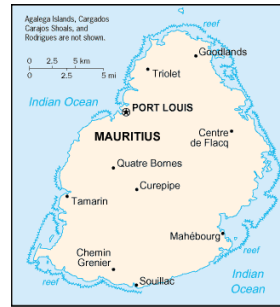 Agalega Islands, Cargados
Carajos Shoals, and
Rodrigues are not shown.
reef
Goodlands
0 5 10 km
0 2.5 5 mi
Triolet
Indian Ocean
PORT LOUIS
MAURITIUS
Centre
de Flacq
Quatre Bornes
Curepipe
Tamarin
Mahébourg
reef
Chemin
Grenier
reef
Souillac
Indian
Ocean